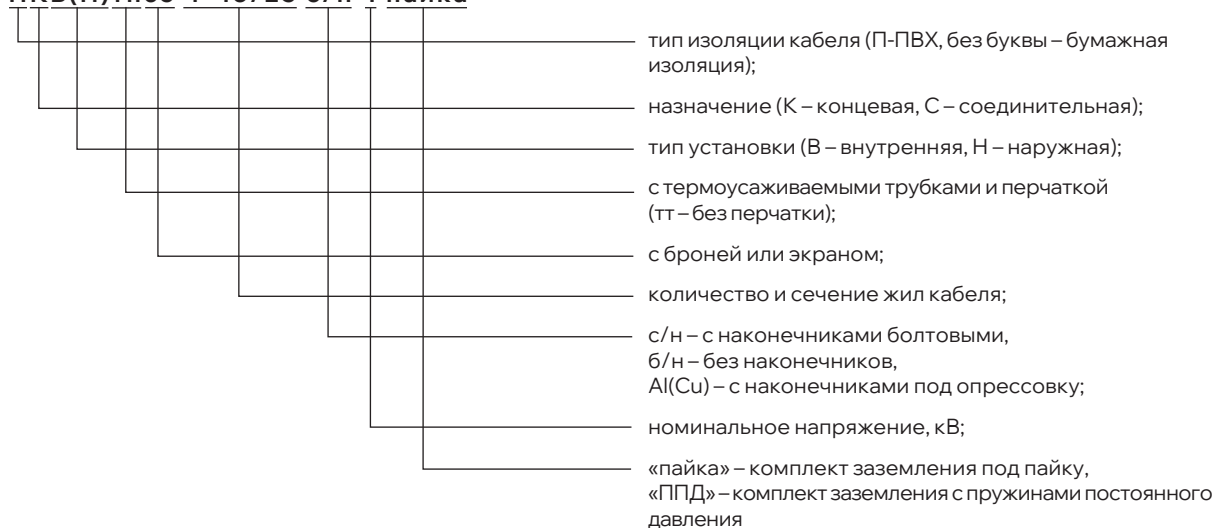 тип изоляции кабеля (П-ПВХ, без буквы – бумажная
изоляция);
назначение (К – концевая, С – соединительная);
тип установки (В – внутренняя, Н – наружная);
с термоусаживаемыми трубками и перчаткой
(тт – без перчатки);
с броней или экраном;
количество и сечение жил кабеля;
с/н – с наконечниками болтовыми,
б/н – без наконечников,
Al(Cu) – с наконечниками под опрессовку;
номинальное напряжение, кВ;
«пайка» – комплект заземления под пайку,
«ППД» – комплект заземления с пружинами постоянного
давления